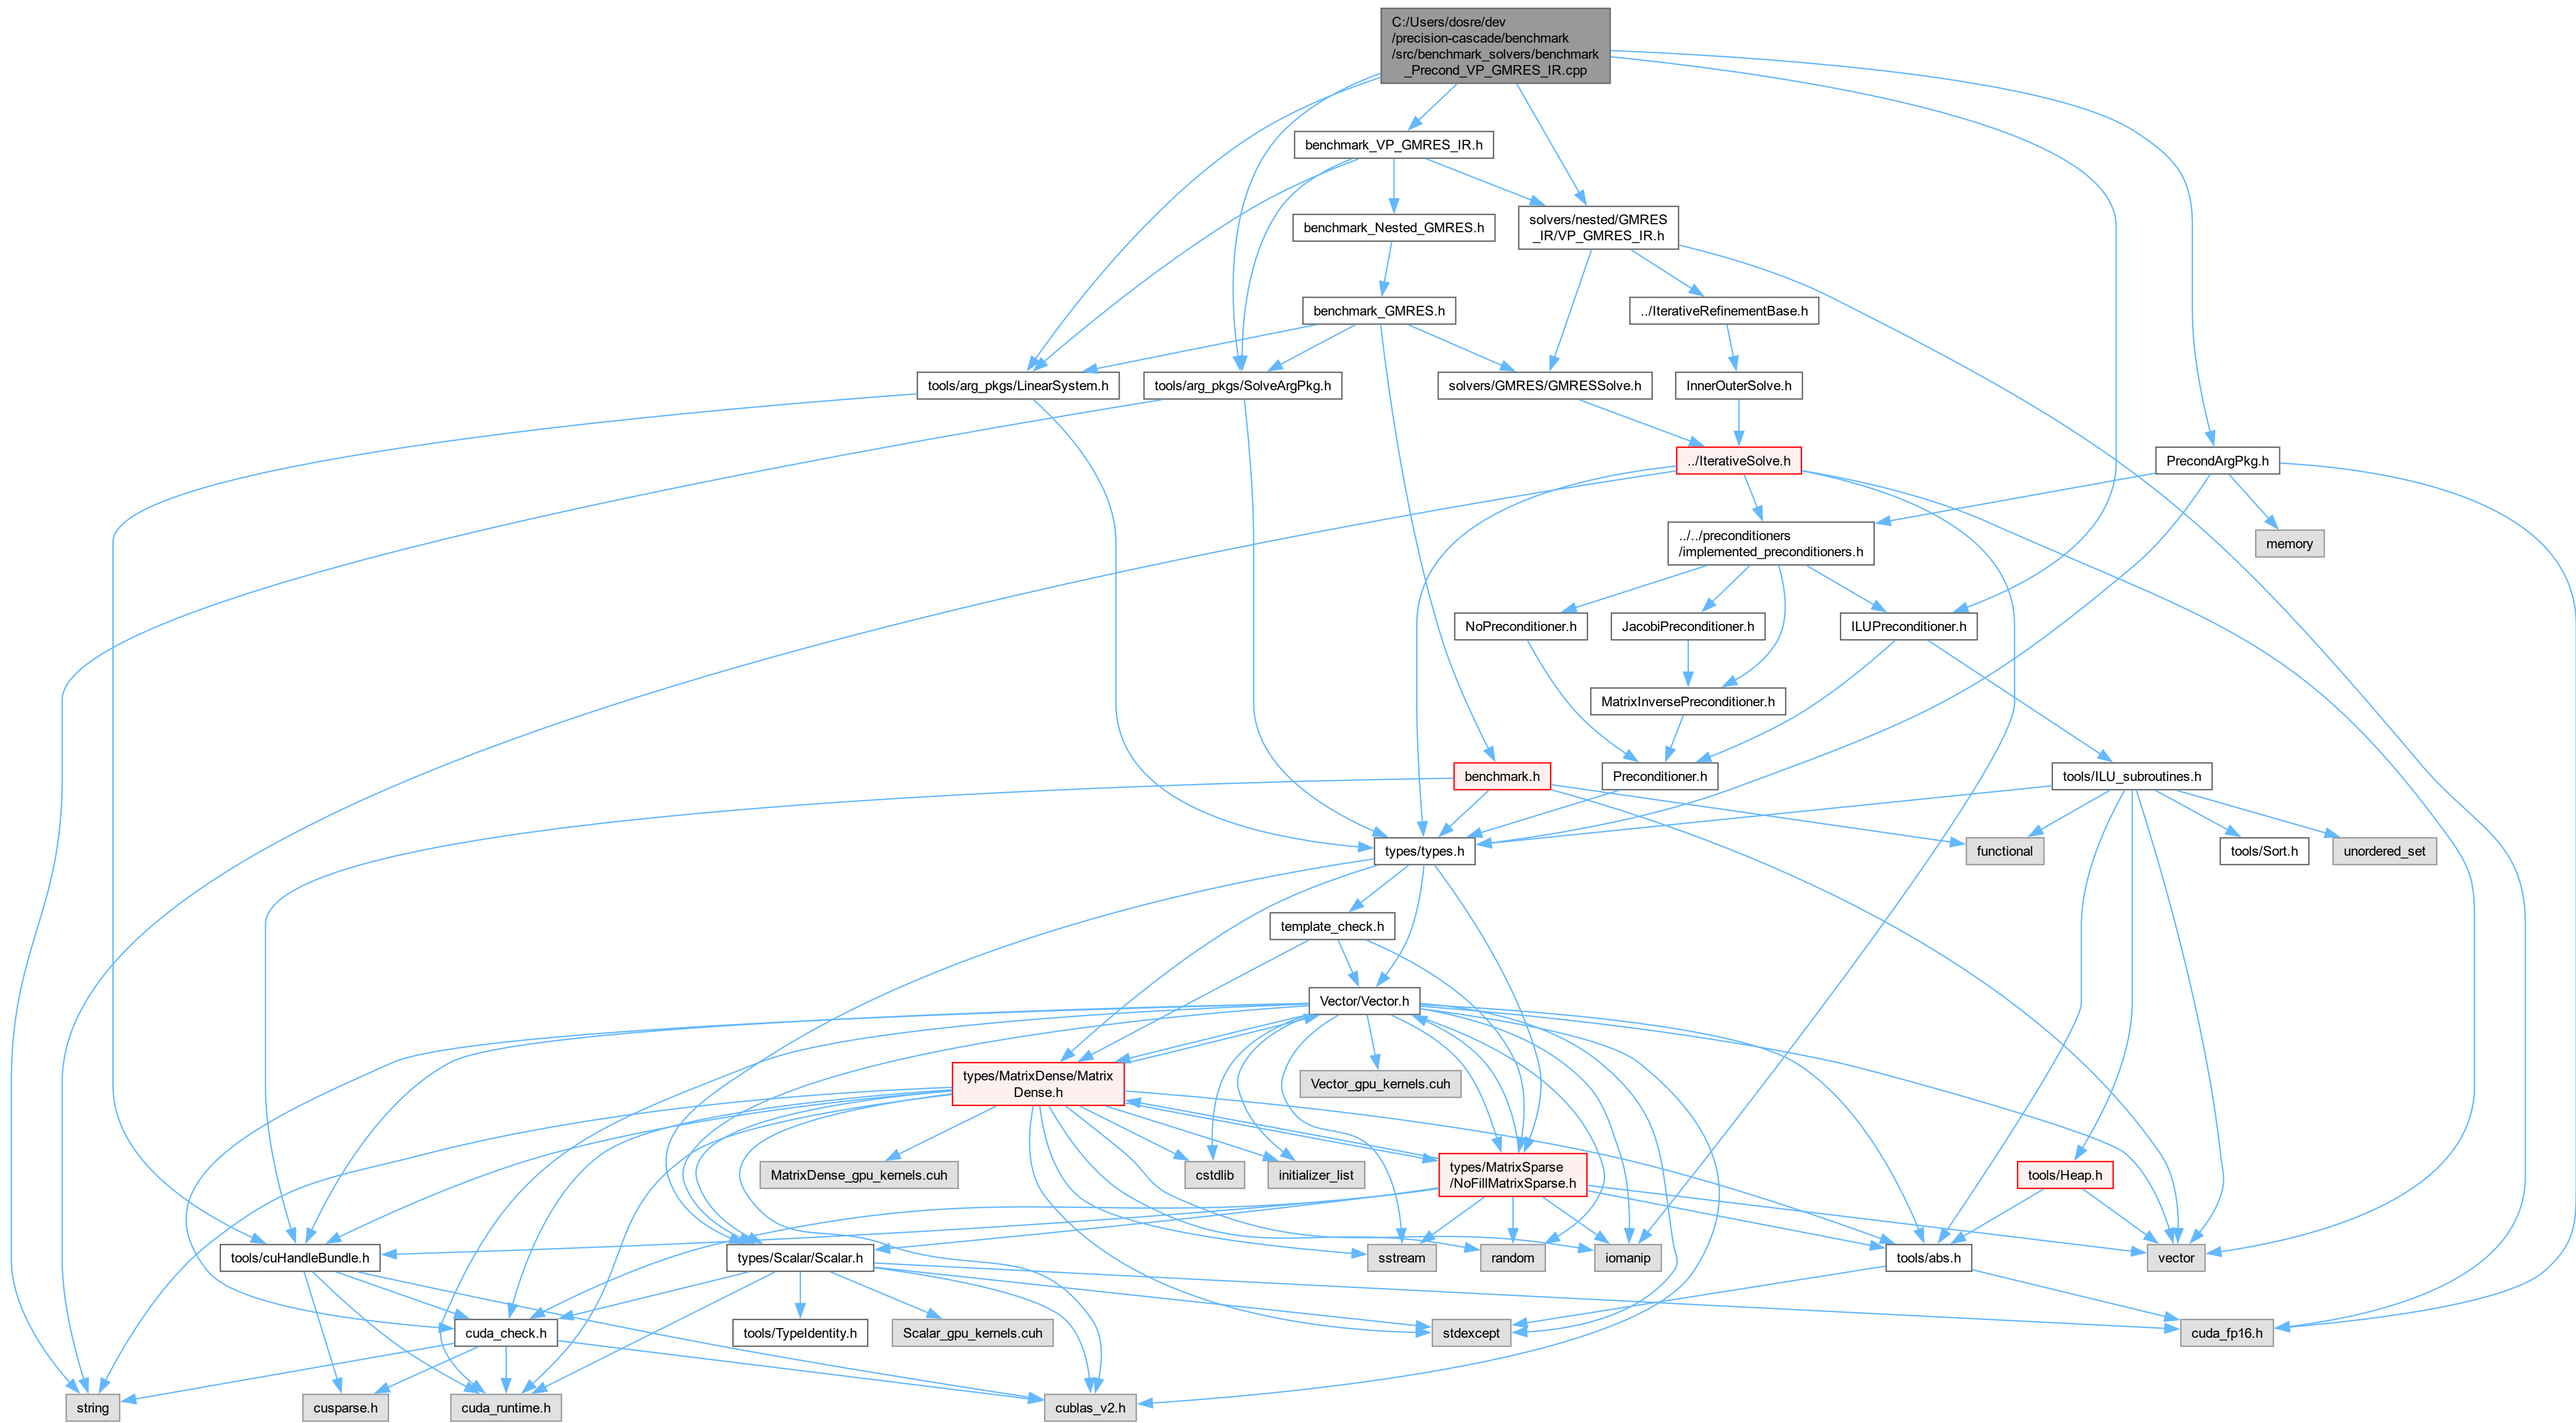 C:/Users/dosre/dev
/precision-cascade/benchmark
/src/benchmark_solvers/benchmark
_Precond_VP_GMRES_IR.cpp
benchmark_VP_GMRES_IR.h
benchmark_Nested_GMRES.h
solvers/nested/GMRES
_IR/VP_GMRES_IR.h
benchmark_GMRES.h
../IterativeRefinementBase.h
tools/arg_pkgs/LinearSystem.h
tools/arg_pkgs/SolveArgPkg.h
solvers/GMRES/GMRESSolve.h
InnerOuterSolve.h
../IterativeSolve.h
PrecondArgPkg.h
../../preconditioners
/implemented_preconditioners.h
memory
NoPreconditioner.h
JacobiPreconditioner.h
ILUPreconditioner.h
MatrixInversePreconditioner.h
benchmark.h
Preconditioner.h
tools/ILU_subroutines.h
types/types.h
functional
tools/Sort.h
unordered_set
template_check.h
Vector/Vector.h
types/MatrixDense/Matrix
Dense.h
Vector_gpu_kernels.cuh
MatrixDense_gpu_kernels.cuh
cstdlib
initializer_list
types/MatrixSparse
/NoFillMatrixSparse.h
tools/Heap.h
tools/cuHandleBundle.h
types/Scalar/Scalar.h
sstream
random
iomanip
tools/abs.h
vector
cuda_check.h
tools/TypeIdentity.h
Scalar_gpu_kernels.cuh
stdexcept
cuda_fp16.h
string
cusparse.h
cuda_runtime.h
cublas_v2.h